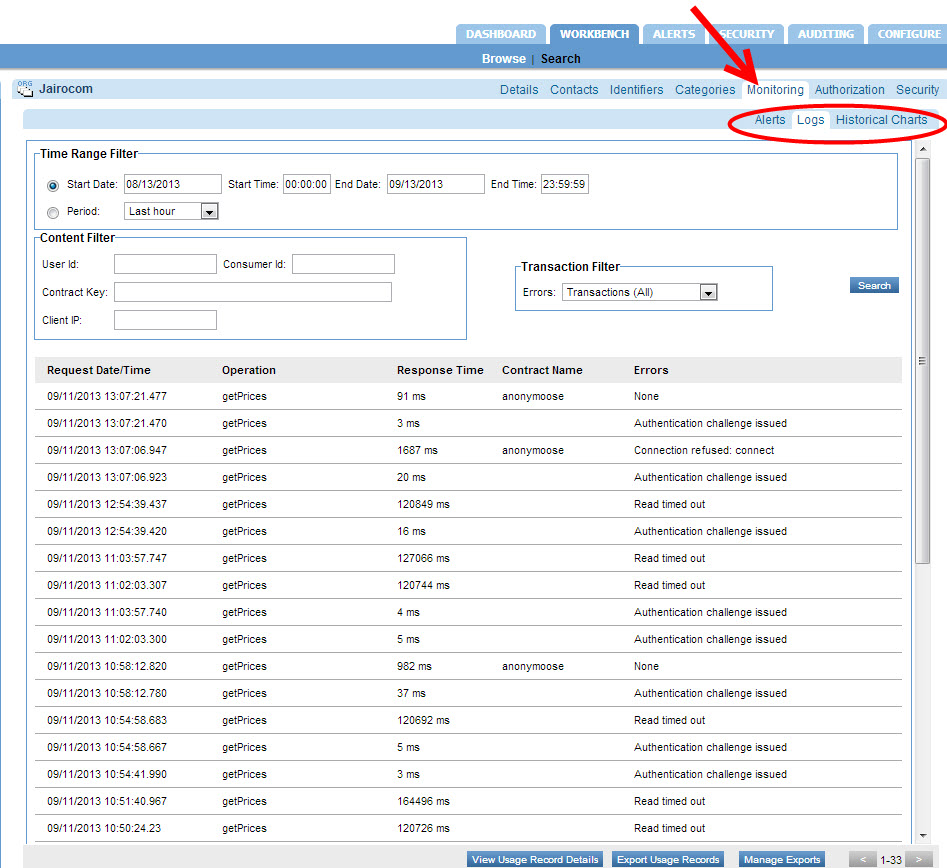 DASHBOARD WORKBENCH ALERTS SECURITY AUDITING CONFIGURE
Browse | Search
ORG Jairocom Details Contacts Identifiers Categories Monitoring Authorization Security
Alerts Logs Historical Charts
Time Range Filter
Start Date: 08/13/2013 Start Time: 00:00:00 End Date: 09/13/2013 End Time: 23:59:59
Period: Last hour
Content Filter
User Id: Consumer Id:
Transaction Filter
Contract Key: Errors: Transactions (All) Search
Client IP:
Request Date/Time Operation Response Time Contract Name Errors
09/11/2013 13:07:21.477 getPrices 91 ms anonymoose None
09/11/2013 13:07:21.470 getPrices 3 ms Authentication challenge issued
09/11/2013 13:07:06.947 getPrices 1687 ms anonymoose Connection refused: connect
09/11/2013 13:07:06.923 getPrices 20 ms Authentication challenge issued
09/11/2013 12:54:39.437 getPrices 120849 ms Read timed out
09/11/2013 12:54:39.420 getPrices 16 ms Authentication challenge issued
09/11/2013 11:03:57.747 getPrices 127066 ms Read timed out
09/11/2013 11:02:03.307 getPrices 120744 ms Read timed out
09/11/2013 11:03:57.740 getPrices 4 ms Authentication challenge issued
09/11/2013 11:02:03.300 getPrices 5 ms Authentication challenge issued
09/11/2013 10:58:12.820 getPrices 982 ms anonymoose None
09/11/2013 10:58:12.780 getPrices 37 ms Authentication challenge issued
09/11/2013 10:54:58.683 getPrices 120692 ms Read timed out
09/11/2013 10:54:58.667 getPrices 5 ms Authentication challenge issued
09/11/2013 10:54:41.990 getPrices 3 ms Authentication challenge issued
09/11/2013 10:51:40.967 getPrices 164496 ms Read timed out
09/11/2013 10:50:24.23 getPrices 120726 ms Read timed out
View Usage Record Details Export Usage Records Manage Exports < 1-33 >